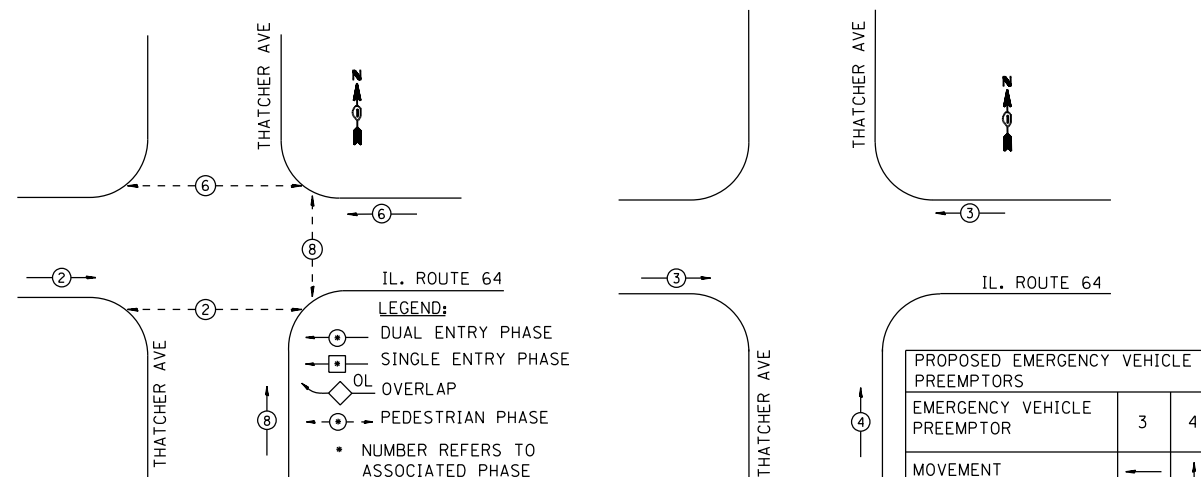 THATCHER AVE
N
6
6
8
2
IL. ROUTE 64
2
LEGEND:
* DUAL ENTRY PHASE
* SINGLE ENTRY PHASE
OL OVERLAP
* PEDESTRIAN PHASE
* NUMBER REFERS TO
ASSOCIATED PHASE
8
THATCHER AVE
THATCHER AVE
N
3
3
IL. ROUTE 64
THATCHER AVE
4
PROPOSED EMERGENCY VEHICLE
PREEMPTORS
EMERGENCY VEHICLE
PREEMPTOR 3 4
MOVEMENT